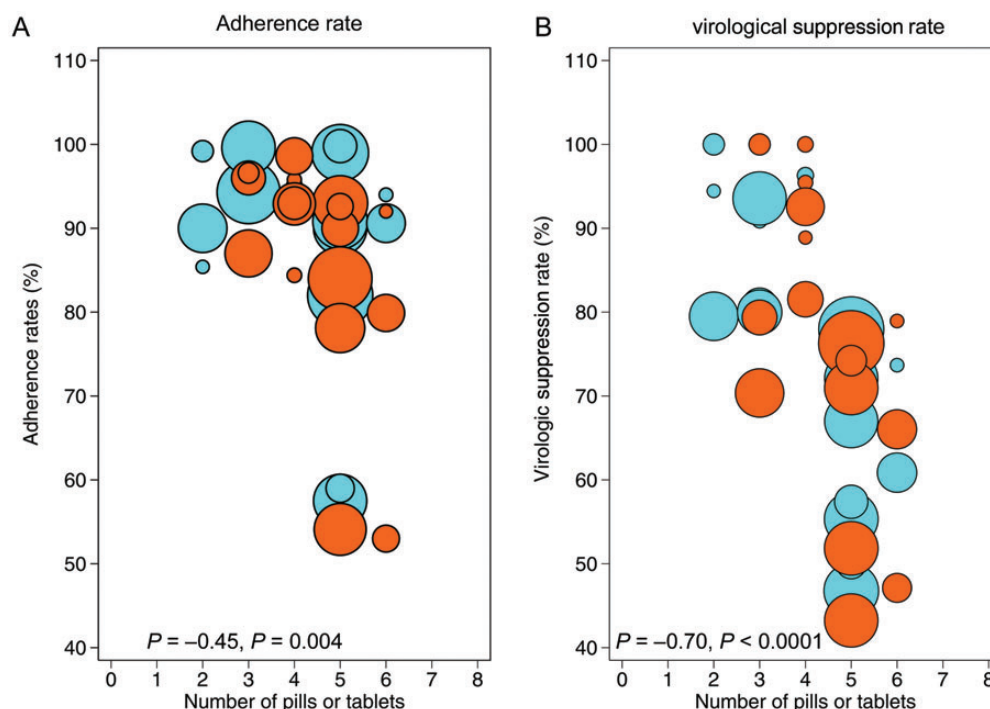 A
Adherence rate
Adherence rates (%)
110
100
90
80
70
60
50
40
P = –0.45, P = 0.004
0 1 2 3 4 5 6 7 8
Number of pills or tablets
B
virological suppression rate
Virologic suppression rate (%)
110
100
90
80
70
60
50
40
P = –0.70, P < 0.0001
0 1 2 3 4 5 6 7 8
Number of pills or tablets